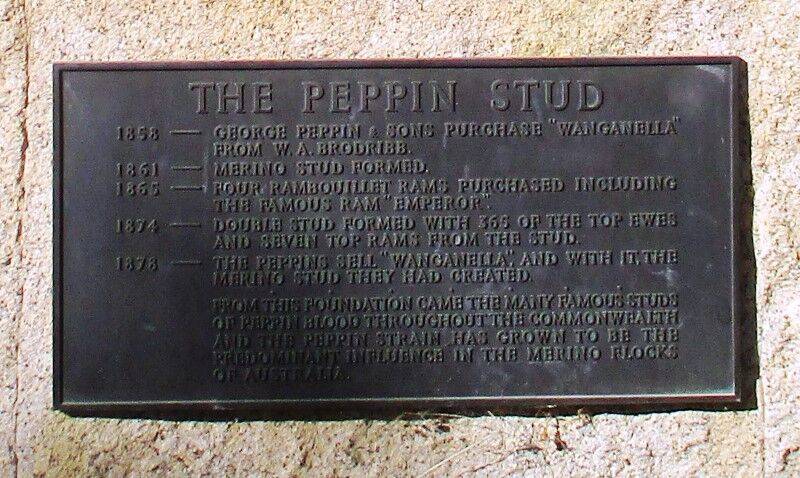 THE PEPPIN STUD
1858 — GEORGE PEPPIN & SONS PURCHASE "WANGANELLA"
FROM W. A. BRODRIBB.
1861 — MERINO STUD FORMED.
1865 — FOUR RAMBOUILLET RAMS PURCHASED INCLUDING
THE FAMOUS RAM "EMPEROR".
1874 — DOUBLE STUD FORMED WITH 366 OF THE TOP EWES
AND SEVEN TOP RAMS FROM THE STUD.
1878 — THE PEPPINS SELL "WANGANELLA", AND WITH IT, THE
MERINO STUD THEY HAD CREATED.
FROM THIS FOUNDATION CAME THE MANY FAMOUS STUDS
OF PEPPIN BLOOD THROUGHOUT THE COMMONWEALTH
AND THE PEPPIN STRAIN HAS GROWN TO BE THE
PREDOMINANT INFLUENCE IN THE MERINO FLOCKS
OF AUSTRALIA.